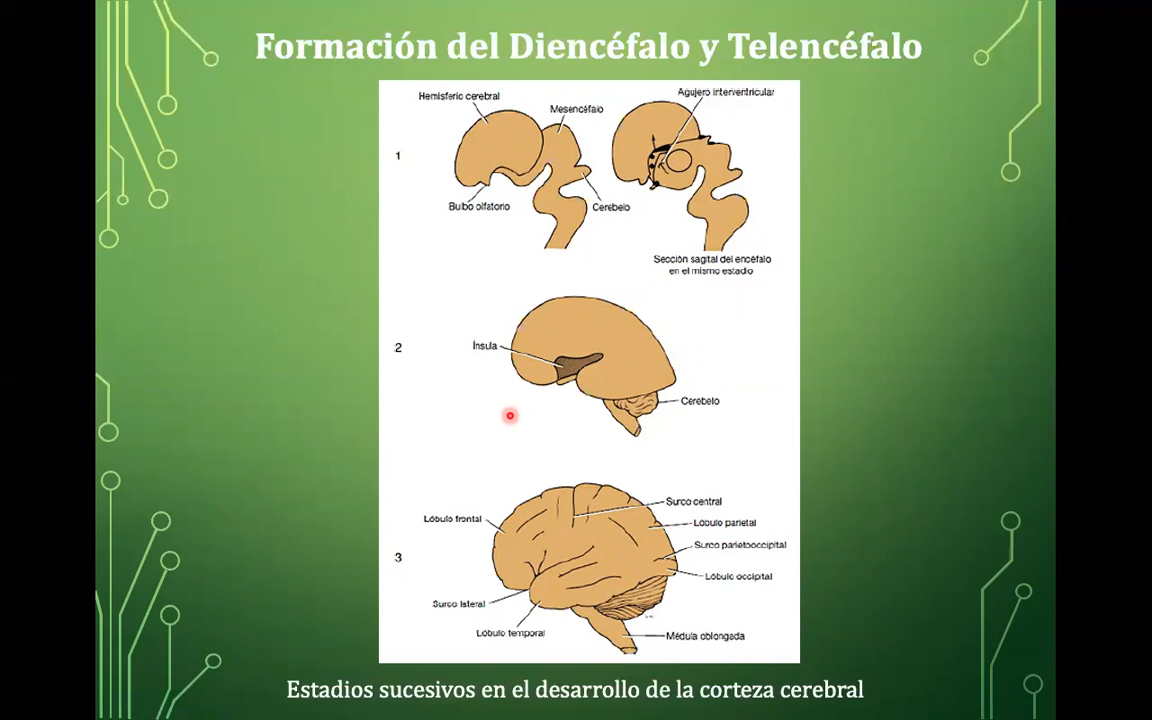 Formación del Diencéfalo y Telencéfalo
Hemisferio cerebral
Mesencéfalo
Agujero interventricular
1
Bulbo olfatorio
Cerebelo
Sección sagital del encéfalo
en el mismo estadio
2
Ínsula
Cerebelo
3
Surco central
Lóbulo frontal
Lóbulo parietal
Surco parietooccipital
Lóbulo occipital
Surco lateral
Lóbulo temporal
Médula oblongada
Estadios sucesivos en el desarrollo de la corteza cerebral